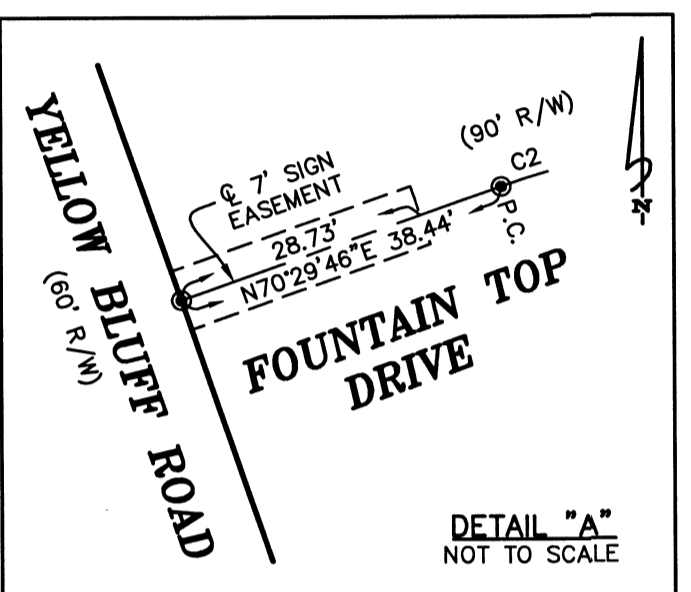 YELLOW BLUFF ROAD
(60' R/W)
℄ 7' SIGN
EASEMENT
28.73'
N70°29'46"E 38.44'
(90' R/W)
C2
P.C.
N
FOUNTAIN TOP
DRIVE
DETAIL "A"
NOT TO SCALE